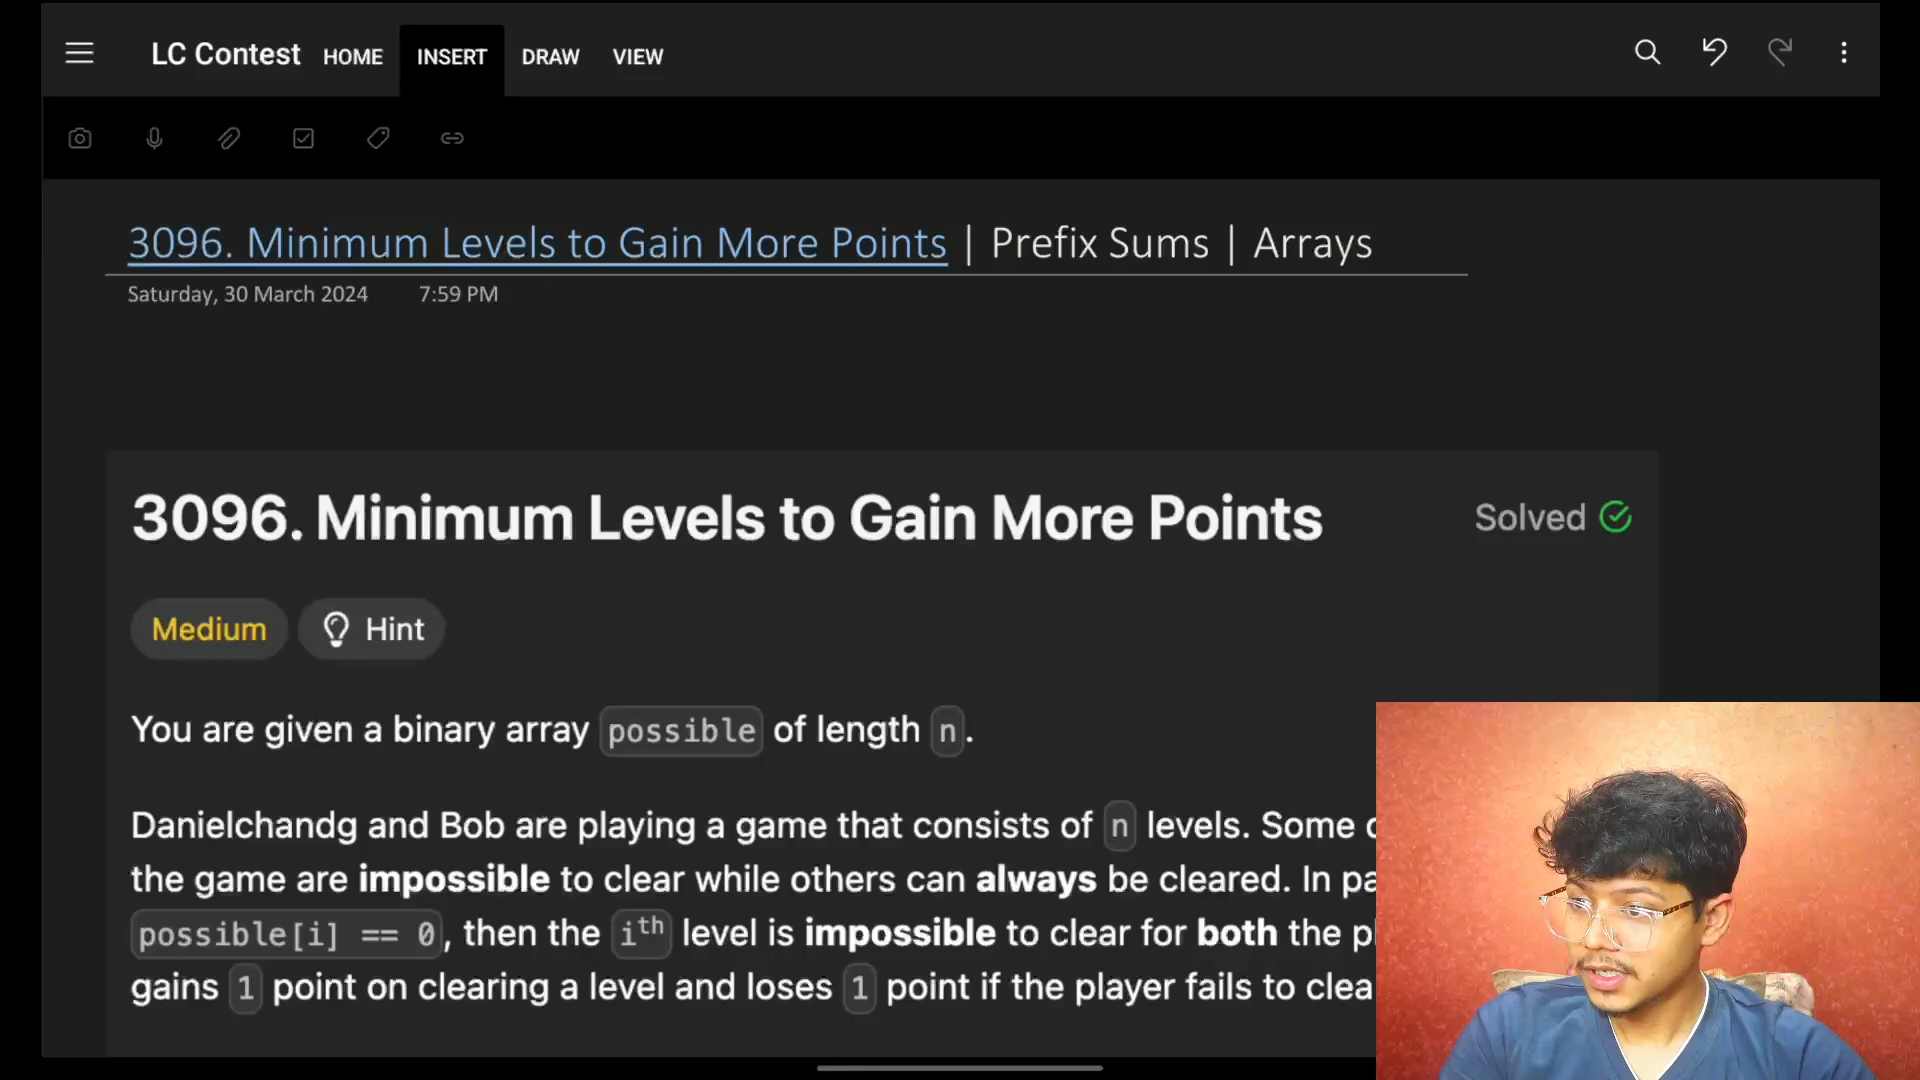 LC Contest HOME INSERT DRAW VIEW
3096. Minimum Levels to Gain More Points | Prefix Sums | Arrays
Saturday, 30 March 2024 7:59 PM
3096. Minimum Levels to Gain More Points Solved
Medium Hint
You are given a binary array possible of length n.
Danielchandg and Bob are playing a game that consists of n levels. Some
the game are impossible to clear while others can always be cleared. In
possible[i] == 0, then the ith level is impossible to clear for both the
gains 1 point on clearing a level and loses 1 point if the player fails to